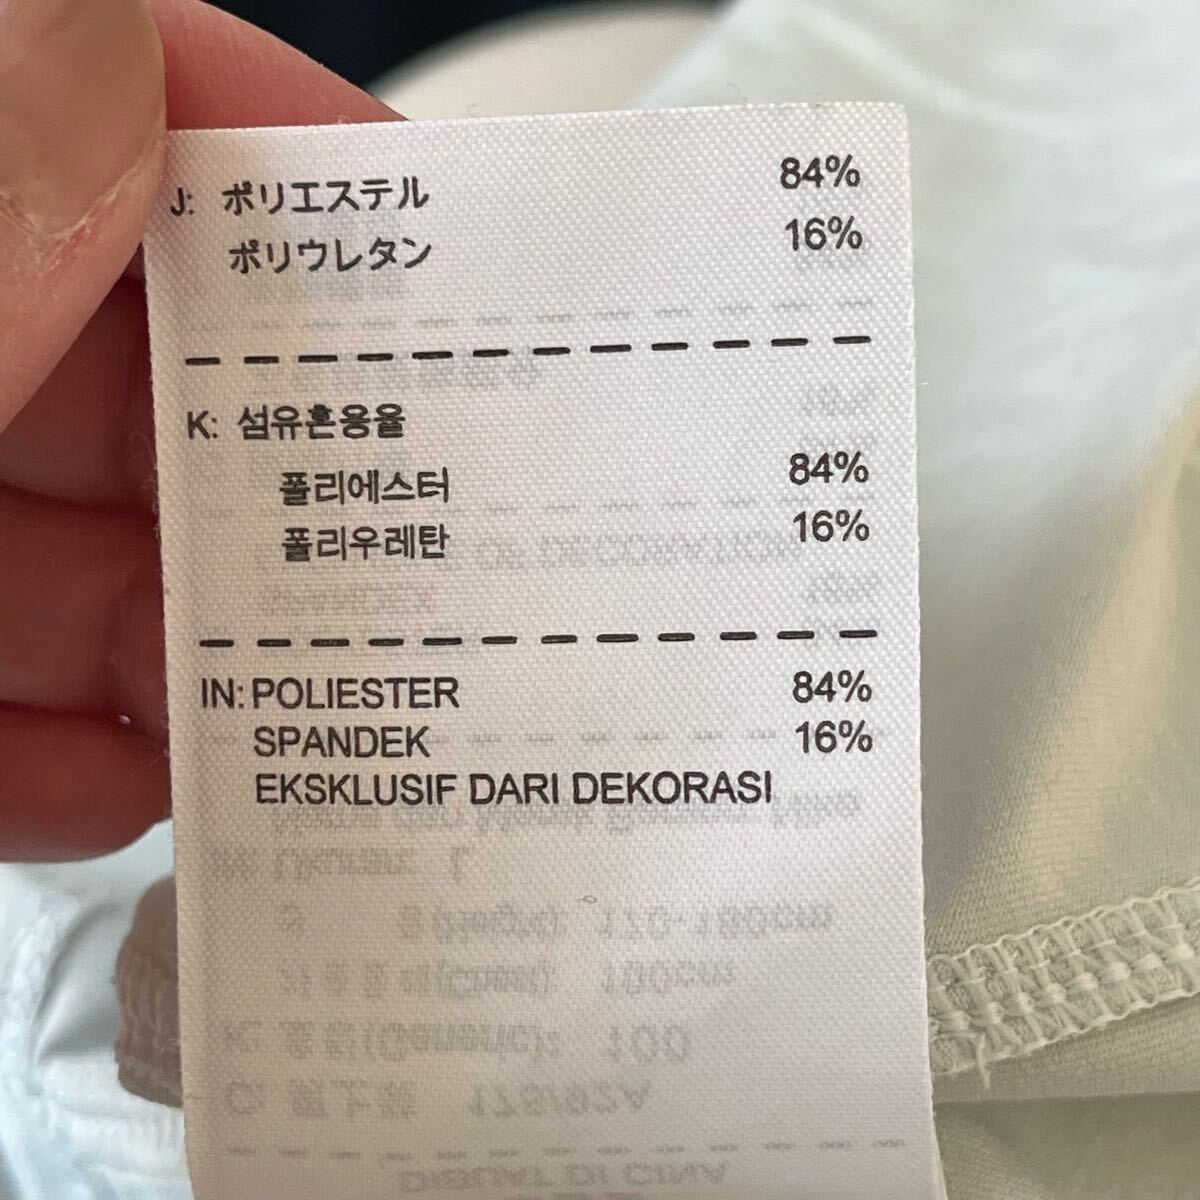 J: ポリエステル 84%
ポリウレタン 16%
K: 섬유혼용율
폴리에스터 84%
폴리우레탄 16%
IN: POLIESTER 84%
SPANDEK 16%
EKSKLUSIF DARI DEKORASI